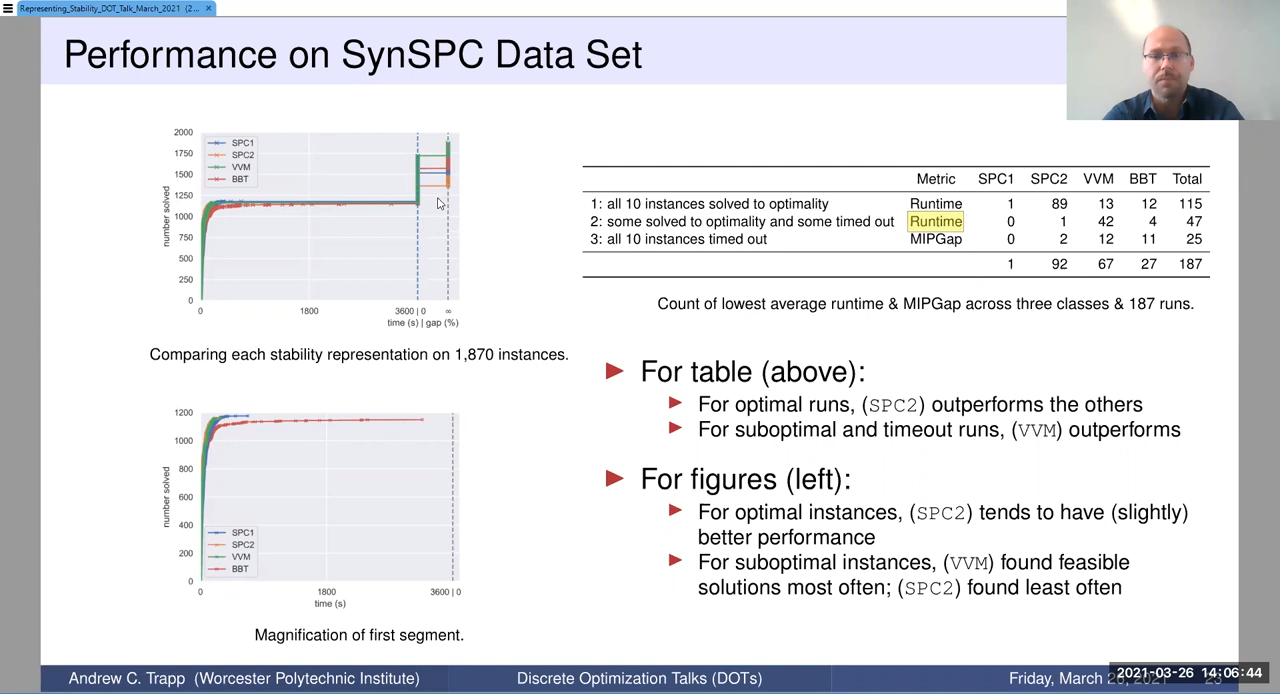 Representing_Stability_DOT_Talk_March_2021 (2... ×
Performance on SynSPC Data Set
2000
1750
1500
1250
1000
750
500
250
0
number solved
SPC1
SPC2
VVM
BBT
0 1800 3600 | 0 ∞
time (s) | gap (%)
Comparing each stability representation on 1,870 instances.
1200
1000
800
600
400
200
0
number solved
SPC1
SPC2
VVM
BBT
0 1800 3600 | 0
time (s)
Magnification of first segment.
Metric SPC1 SPC2 VVM BBT Total
1: all 10 instances solved to optimality Runtime 1 89 13 12 115
2: some solved to optimality and some timed out Runtime 0 1 42 4 47
3: all 10 instances timed out MIPGap 0 2 12 11 25
1 92 67 27 187
Count of lowest average runtime & MIPGap across three classes & 187 runs.
For table (above):
For optimal runs, (SPC2) outperforms the others
For suboptimal and timeout runs, (VVM) outperforms
For figures (left):
For optimal instances, (SPC2) tends to have (slightly)
better performance
For suboptimal instances, (VVM) found feasible
solutions most often; (SPC2) found least often
Andrew C. Trapp (Worcester Polytechnic Institute) Discrete Optimization Talks (DOTs) Friday, March
2021-03-26 14:06:44